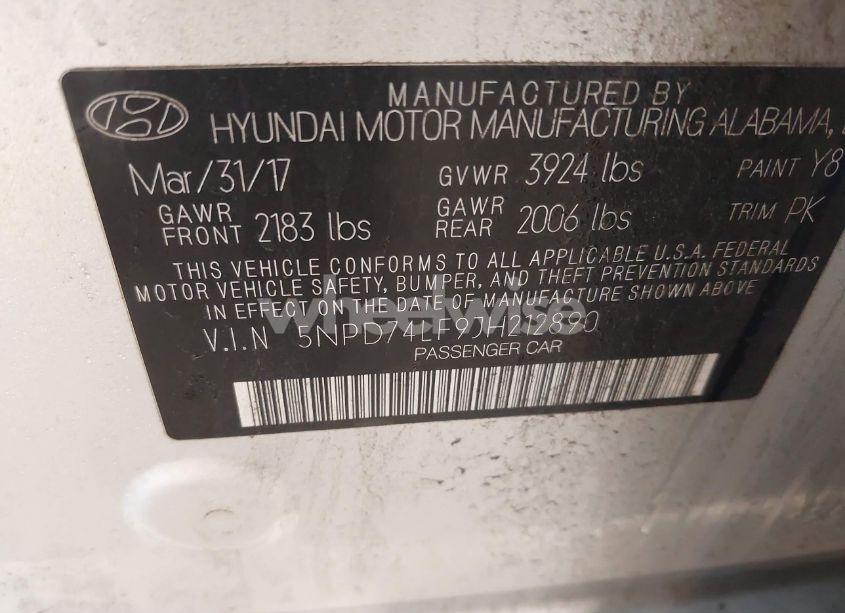 MANUFACTURED BY
HYUNDAI MOTOR MANUFACTURING ALABAMA,
Mar/31/17 GVWR 3924 lbs PAINT Y8
GAWR FRONT 2183 lbs GAWR REAR 2006 lbs TRIM PK
THIS VEHICLE CONFORMS TO ALL APPLICABLE U.S.A. FEDERAL
MOTOR VEHICLE SAFETY, BUMPER, AND THEFT PREVENTION STANDARDS
IN EFFECT ON THE DATE OF MANUFACTURE SHOWN ABOVE
wheelwise
V.I.N
PASSENGER CAR